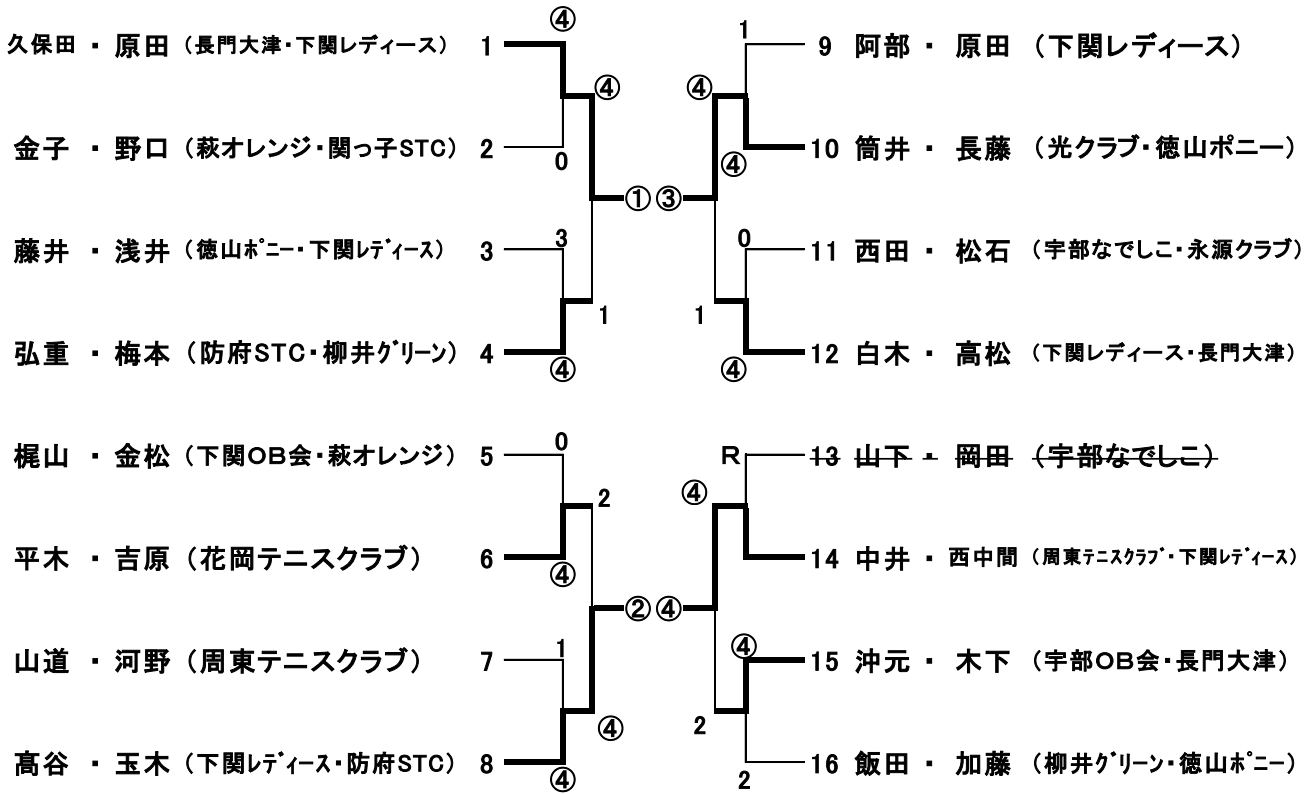 ④
久保田 ・ 原田 (長門大津・下関レディース) 1
④
金子 ・ 野口 (萩オレンジ・関っ子STC) 2
0
①
藤井 ・ 浅井 (徳山ﾎﾟﾆｰ・下関ﾚﾃﾞｨｰｽ) 3
3
1
弘重 ・ 梅本 (防府STC・柳井ｸﾞﾘｰﾝ) 4
④
0
梶山 ・ 金松 (下関OB会・萩オレンジ) 5
2
平木 ・ 吉原 (花岡テニスクラブ) 6
④
②
1
山道 ・ 河野 (周東テニスクラブ) 7
④
髙谷 ・ 玉木 (下関ﾚﾃﾞｨｰｽ・防府STC) 8
④
1
9 阿部 ・ 原田 (下関レディース)
④
10 筒井 ・ 長藤 (光クラブ・徳山ポニー)
④
③
0
11 西田 ・ 松石 (宇部なでしこ・永源クラブ)
1
12 白木 ・ 高松 (下関レディース・長門大津)
④
R
13 山下 ・ 岡田 (宇部なでしこ)
④
14 中井 ・ 西中間 (周東ﾃﾆｽｸﾗﾌﾞ・下関ﾚﾃﾞｨｰｽ)
④
④
15 沖元 ・ 木下 (宇部OB会・長門大津)
2
16 飯田 ・ 加藤 (柳井ｸﾞﾘｰﾝ・徳山ﾎﾟﾆｰ)
2